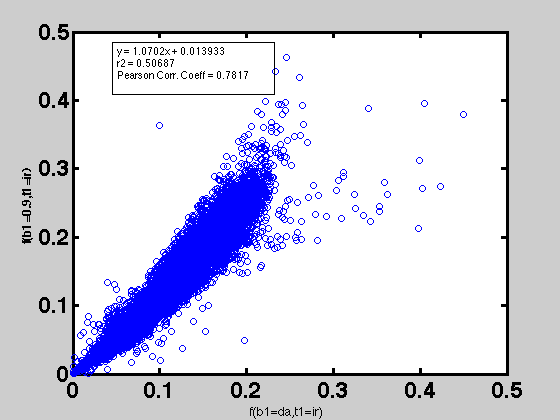 0.5
y = 1.0702x + 0.013933
r2 = 0.50687
Pearson Corr. Coeff = 0.7817
0.4
0.3
0.2
0.1
0
f(b1=0.9,t1=ir)
0 0.1 0.2 0.3 0.4 0.5
f(b1=da,t1=ir)